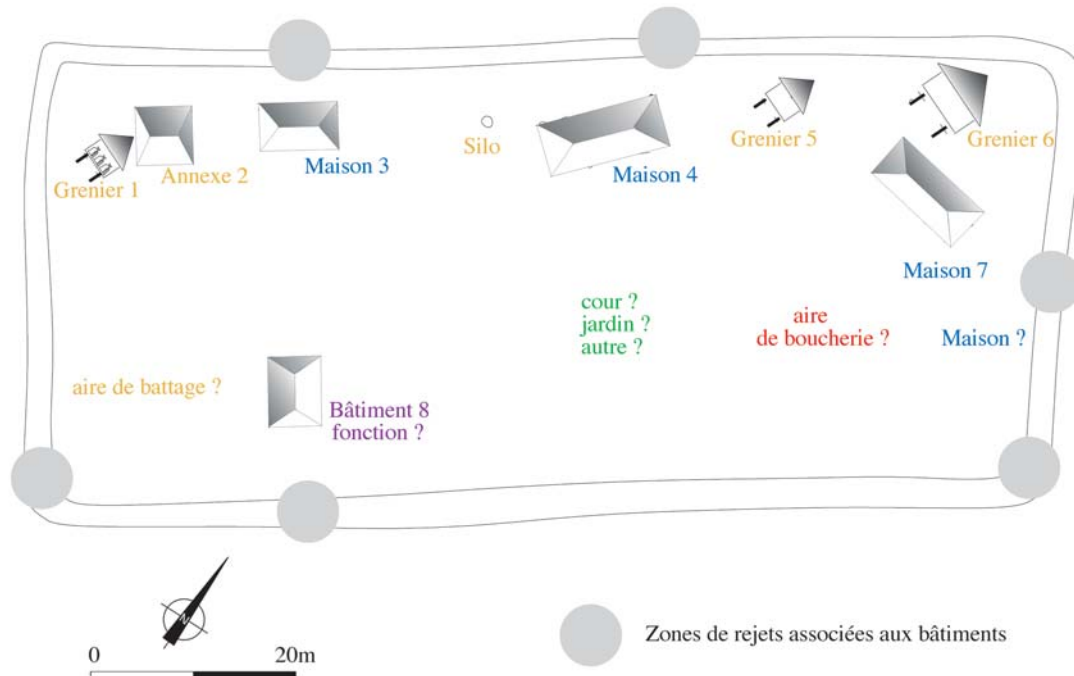 Silo
Grenier 5
Grenier 6
Maison 3
Annexe 2
Maison 4
Grenier 1
Maison 7
cour ?
jardin ?
autre ?
aire
de boucherie ?
Maison ?
aire de battage ?
Bâtiment 8
fonction ?
N
0
20m
Zones de rejets associées aux bâtiments